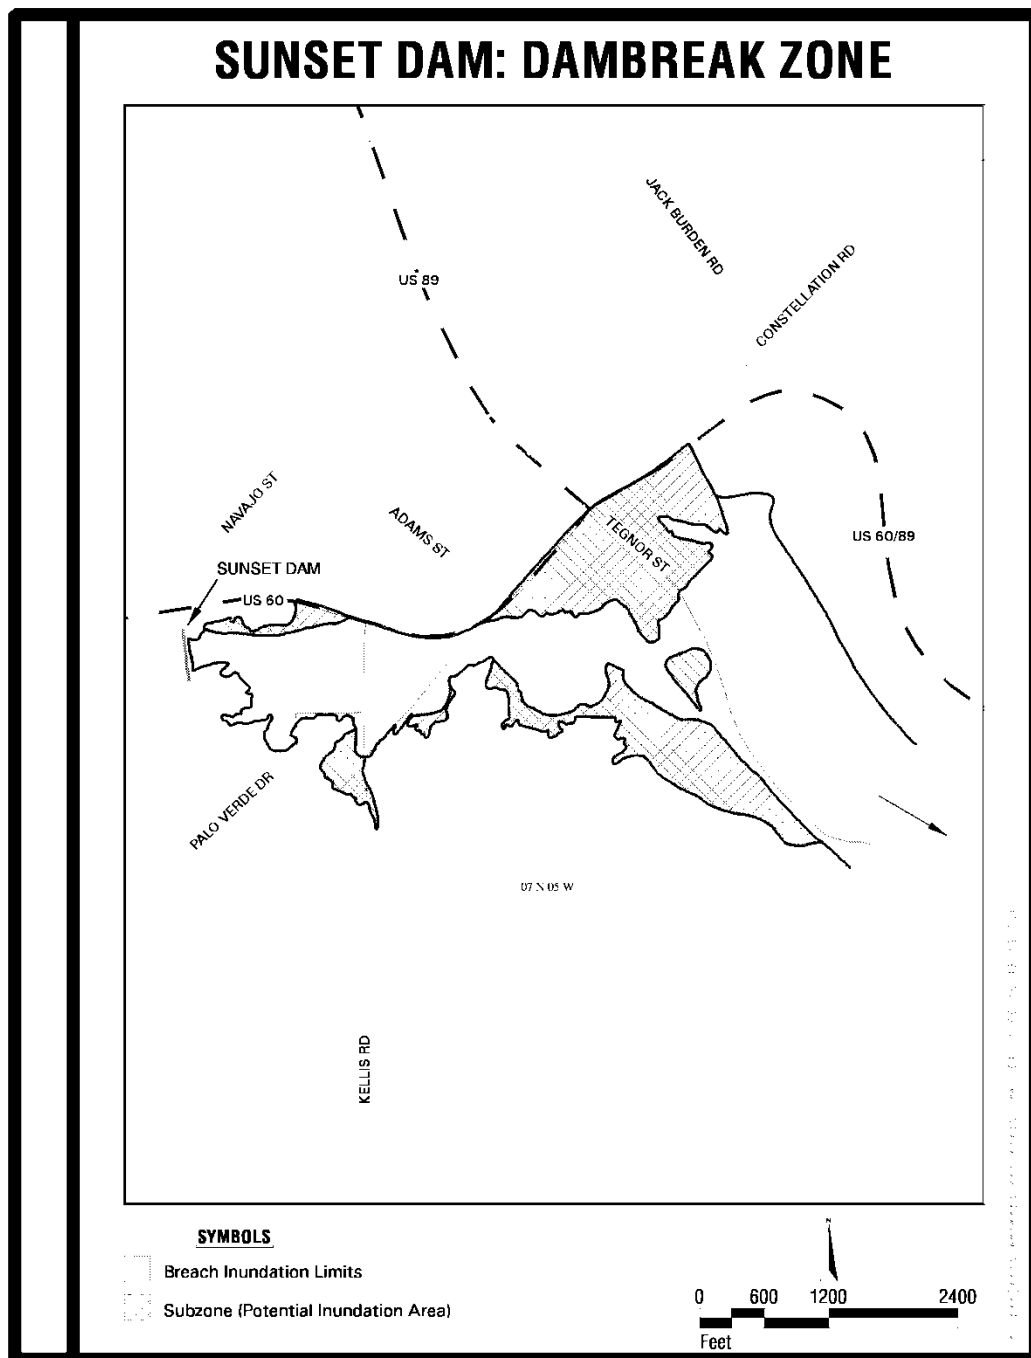 SUNSET DAM: DAMBREAK ZONE
JACK BURDEN RD
CONSTELLATION RD
US 89
NAVAJO ST
ADAMS ST
TEGNOR ST
US 60/89
SUNSET DAM
US 60
PALO VERDE DR
07 N 05 W
KELLIS RD
SYMBOLS
Breach Inundation Limits
Subzone (Potential Inundation Area)
N
0 600 1200 2400
Feet